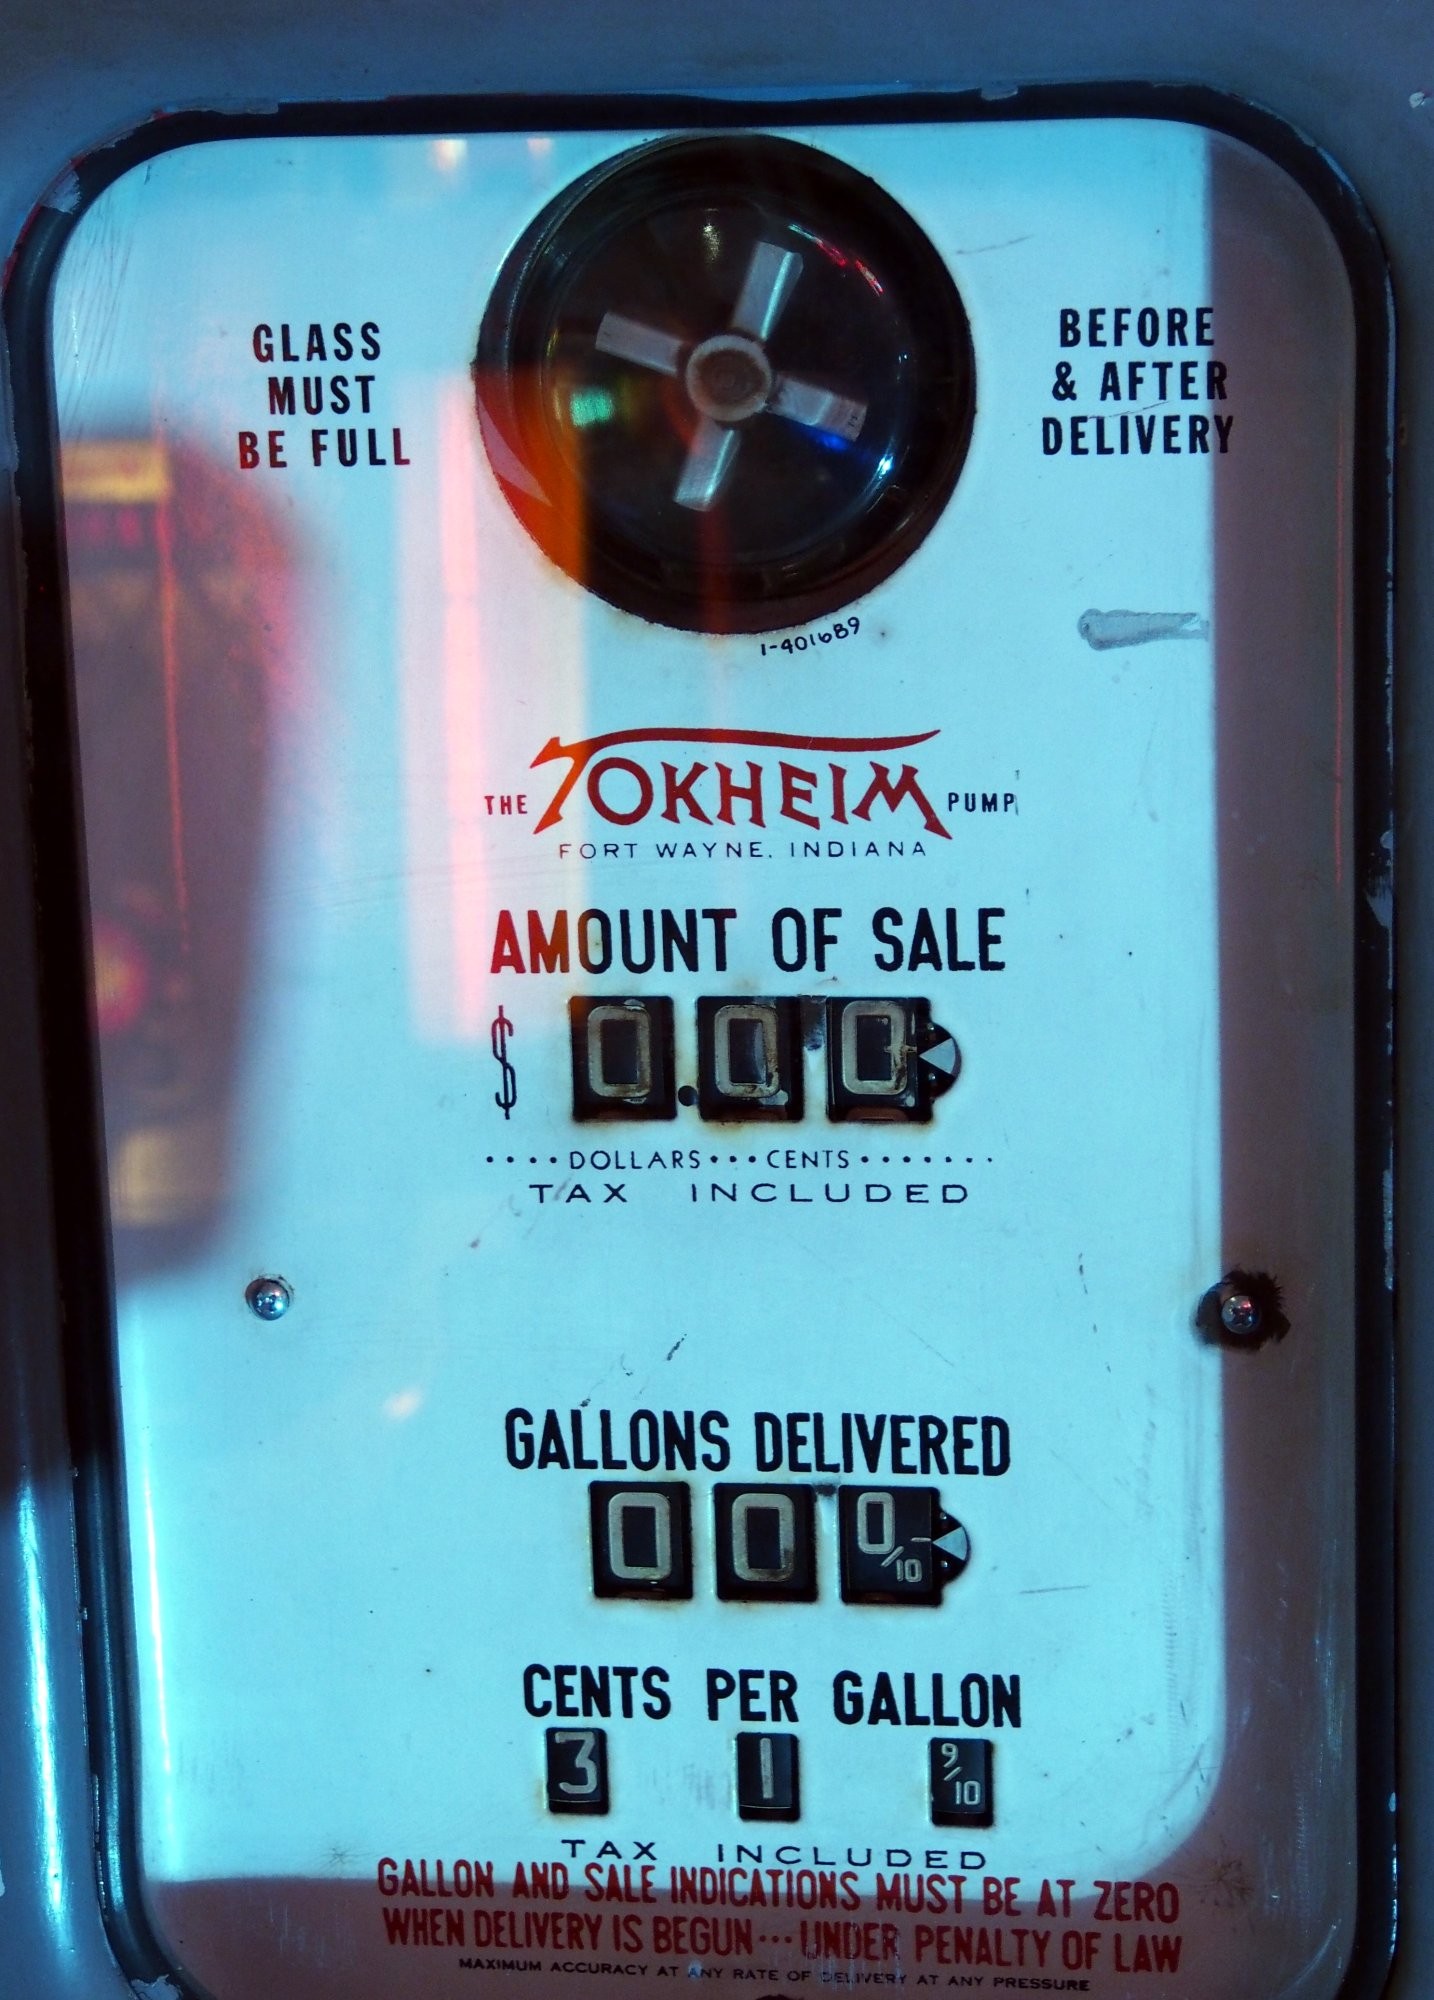 GLASS
MUST
BE FULL
BEFORE
& AFTER
DELIVERY
1-401689
THE TOKHEIM PUMP
FORT WAYNE, INDIANA
AMOUNT OF SALE
$ 0.00
....DOLLARS...CENTS.......
TAX INCLUDED
GALLONS DELIVERED
0 0 0/10
CENTS PER GALLON
3 1 9/10
TAX INCLUDED
GALLON AND SALE INDICATIONS MUST BE AT ZERO
WHEN DELIVERY IS BEGUN...UNDER PENALTY OF LAW
MAXIMUM ACCURACY AT ANY RATE OF DELIVERY AT ANY PRESSURE